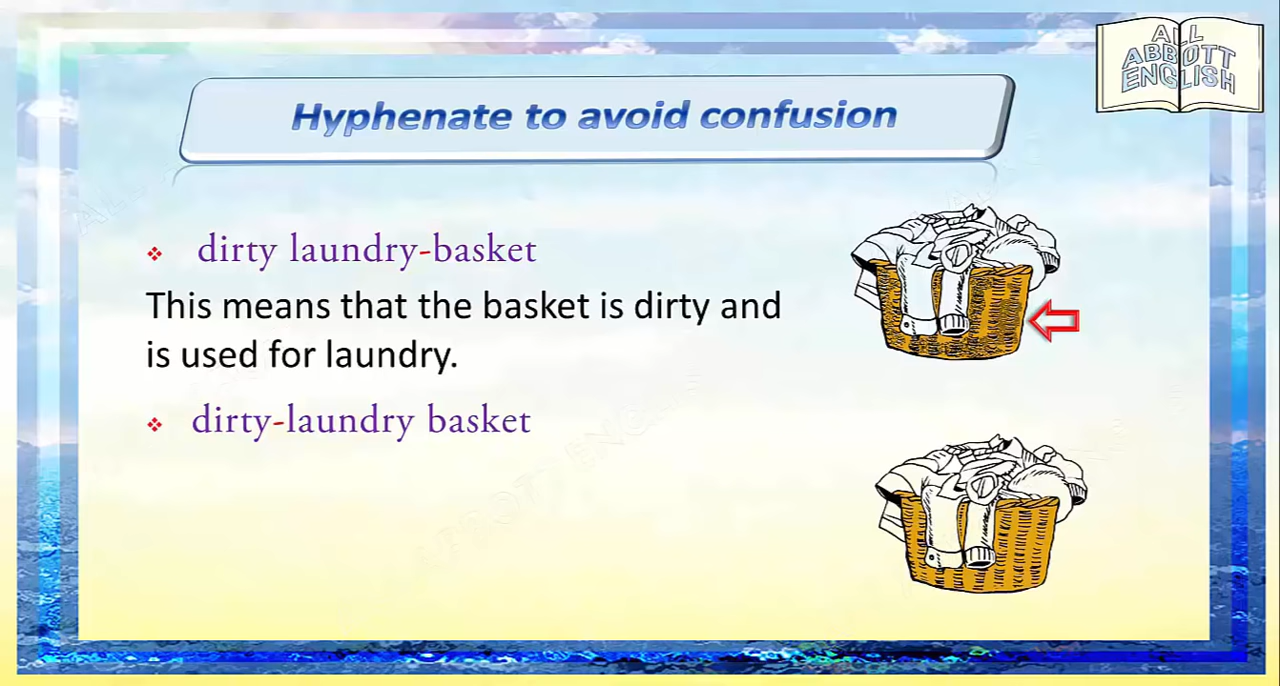 ALL
ABBOTT
ENGLISH
Hyphenate to avoid confusion
dirty laundry-basket
This means that the basket is dirty and
is used for laundry.
dirty-laundry basket